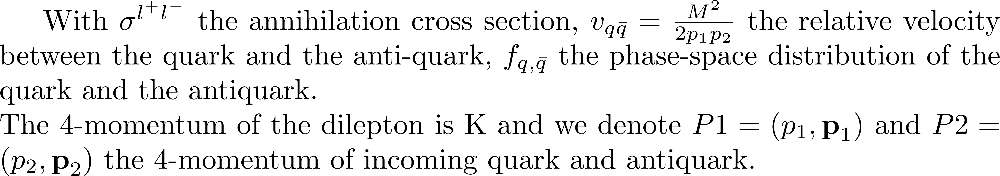 With $\sigma^{l^+l^-}$ the annihilation cross section, $v_{q\bar{q}} = \frac{M^2}{2p_1p_2}$ the relative velocity
between the quark and the anti-quark, $f_{q,\bar{q}}$ the phase-space distribution of the
quark and the antiquark.
The 4-momentum of the dilepton is K and we denote $P1 = (p_1, \mathbf{p}_1)$ and $P2 =$
$(p_2, \mathbf{p}_2)$ the 4-momentum of incoming quark and antiquark.